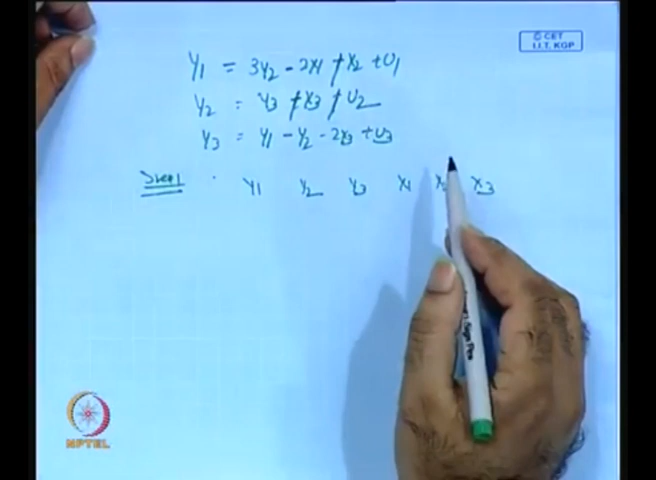 © CET
I.I.T. KGP
Y1 = 3Y2 - 2X1 + X2 + U1
Y2 = Y3 + X3 + U2
Y3 = Y1 - Y2 - 2X3 + U3
Step1 : Y1 Y2 Y3 X1 X2 X3
NPTEL